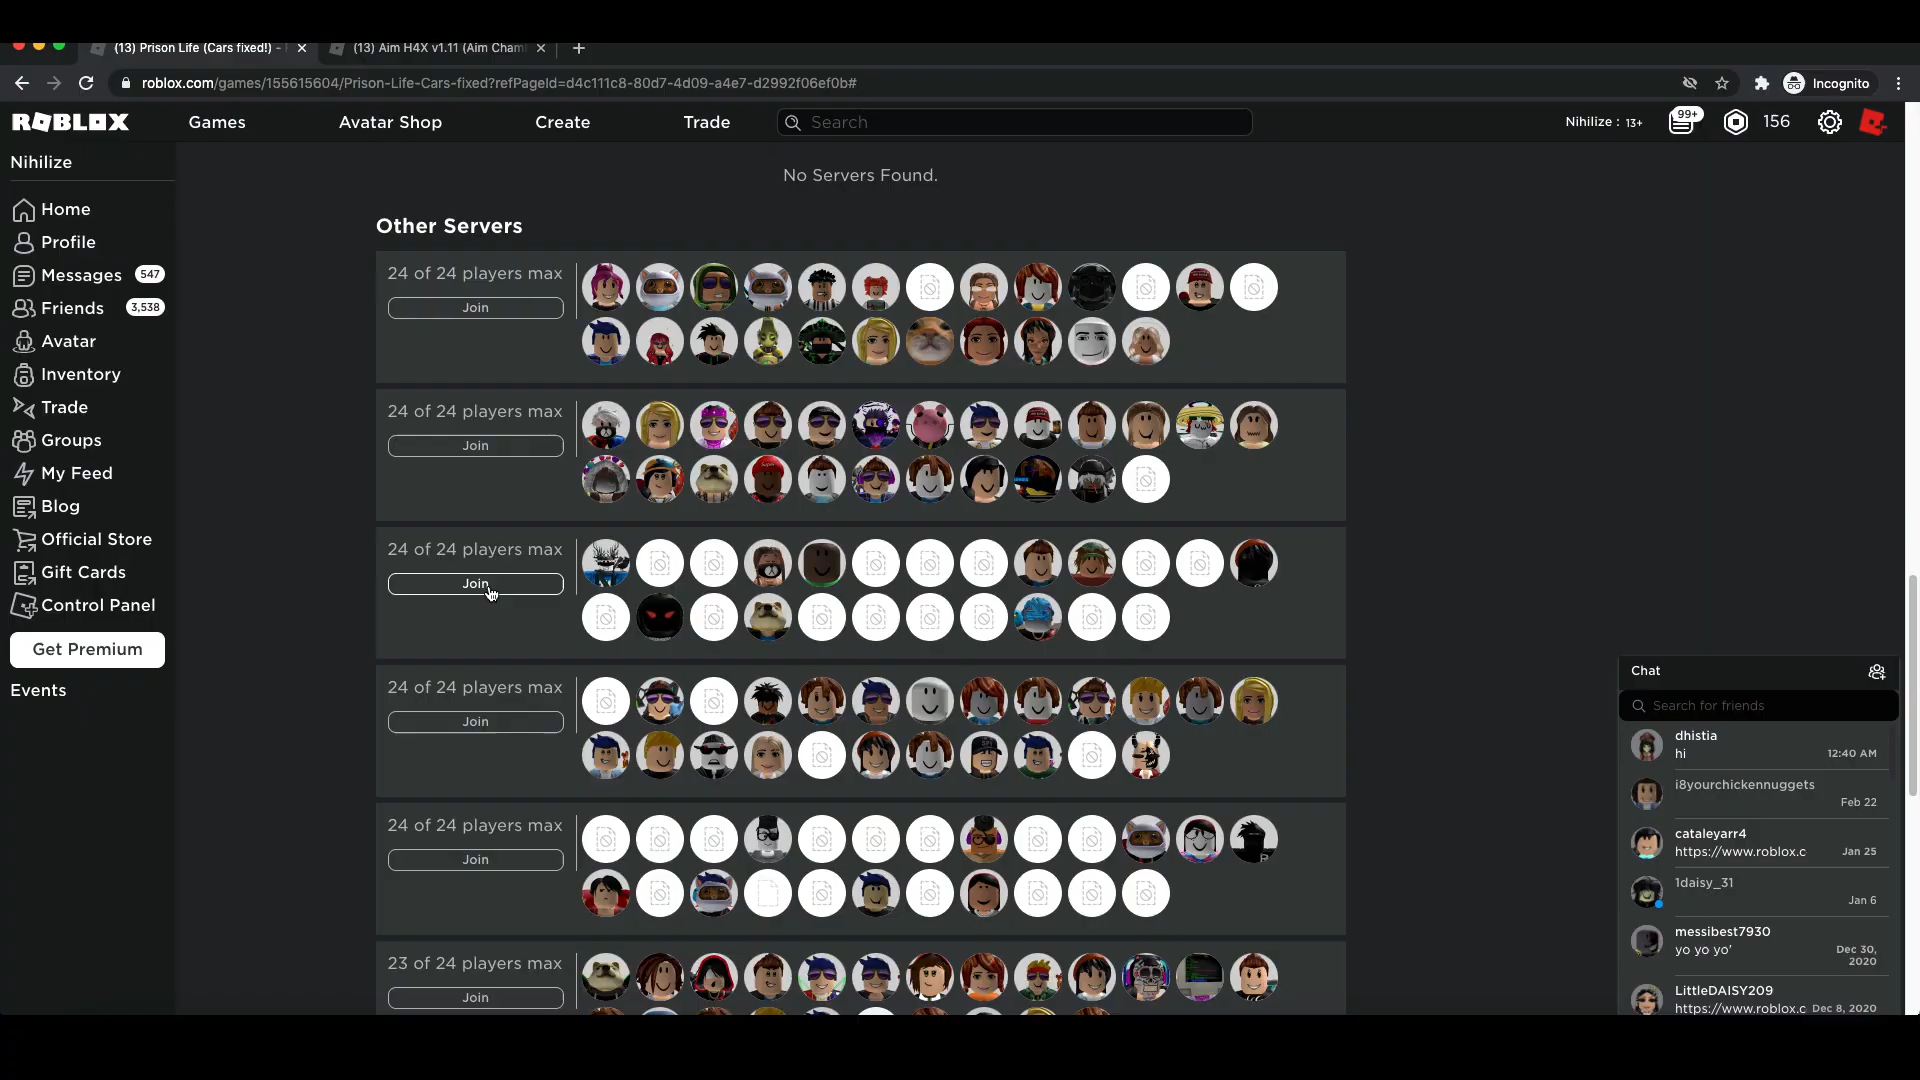 (13) Prison Life (Cars fixed!) -
(13) Aim H4X v1.11 (Aim Cham
roblox.com/games/155615604/Prison-Life-Cars-fixed?refPageId=d4c111c8-80d7-4d09-a4e7-d2992f06ef0b#
Incognito
ROBLOX
Games
Avatar Shop
Create
Trade
Search
Nihilize : 13+
99+
156
Nihilize
Home
Profile
Messages 547
Friends 3,538
Avatar
Inventory
Trade
Groups
My Feed
Blog
Official Store
Gift Cards
Control Panel
Get Premium
Events
No Servers Found.
Other Servers
24 of 24 players max
Join
24 of 24 players max
Join
24 of 24 players max
Join
24 of 24 players max
Join
24 of 24 players max
Join
23 of 24 players max
Join
Chat
Search for friends
dhistia
hi 12:40 AM
i8yourchickennuggets
Feb 22
cataleyarr4
https://www.roblox.c Jan 25
1daisy_31
Jan 6
messibest7930
yo yo yo' Dec 30, 2020
LittleDAISY209
https://www.roblox.c Dec 8, 2020